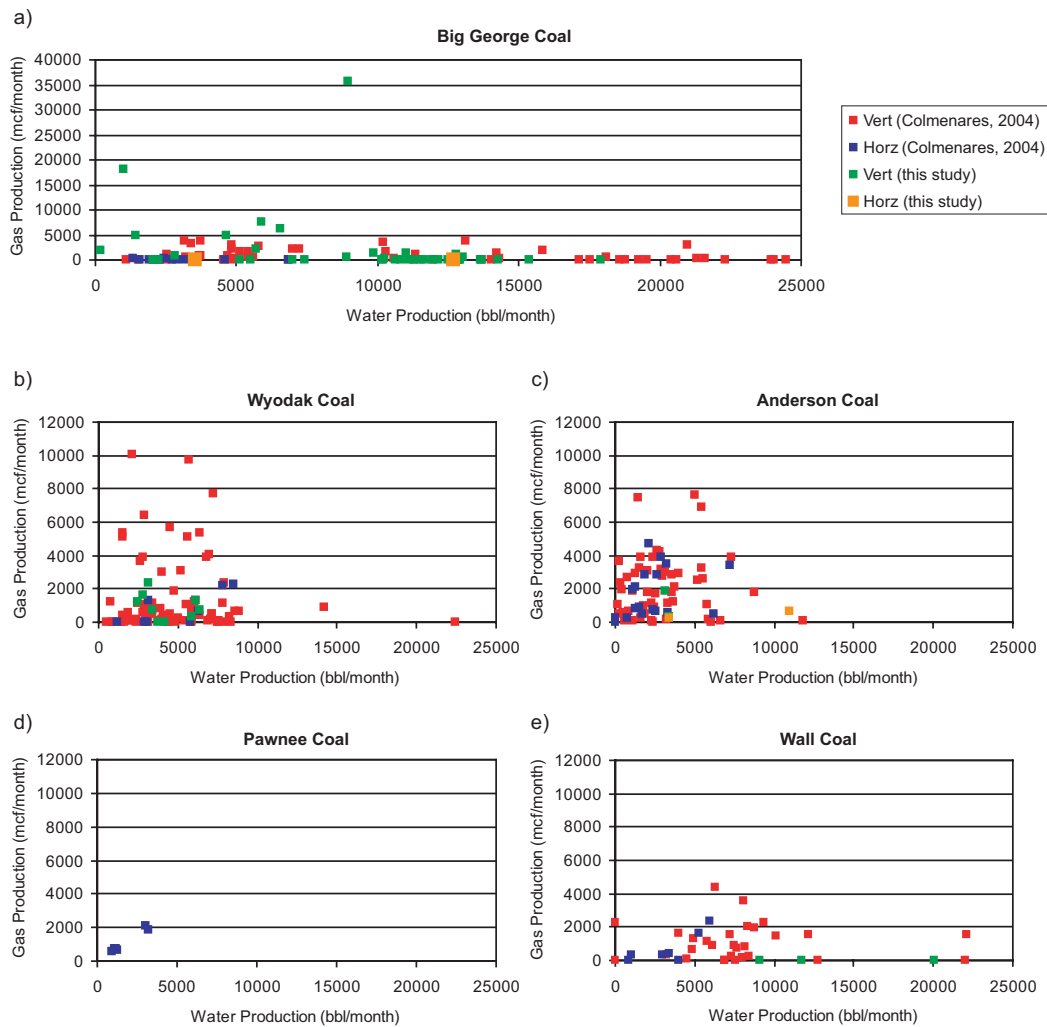 a)
Big George Coal
Gas Production (mcf/month)
40000
35000
30000
25000
20000
15000
10000
5000
0
0 5000 10000 15000 20000 25000
Water Production (bbl/month)
Vert (Colmenares, 2004)
Horz (Colmenares, 2004)
Vert (this study)
Horz (this study)
b)
Wyodak Coal
Gas Production (mcf/month)
12000
10000
8000
6000
4000
2000
0
0 5000 10000 15000 20000 25000
Water Production (bbl/month)
c)
Anderson Coal
Gas Production (mcf/month)
12000
10000
8000
6000
4000
2000
0
0 5000 10000 15000 20000 25000
Water Production (bbl/month)
d)
Pawnee Coal
Gas Production (mcf/month)
12000
10000
8000
6000
4000
2000
0
0 5000 10000 15000 20000 25000
Water Production (bbl/month)
e)
Wall Coal
Gas Production (mcf/month)
12000
10000
8000
6000
4000
2000
0
0 5000 10000 15000 20000 25000
Water Production (bbl/month)